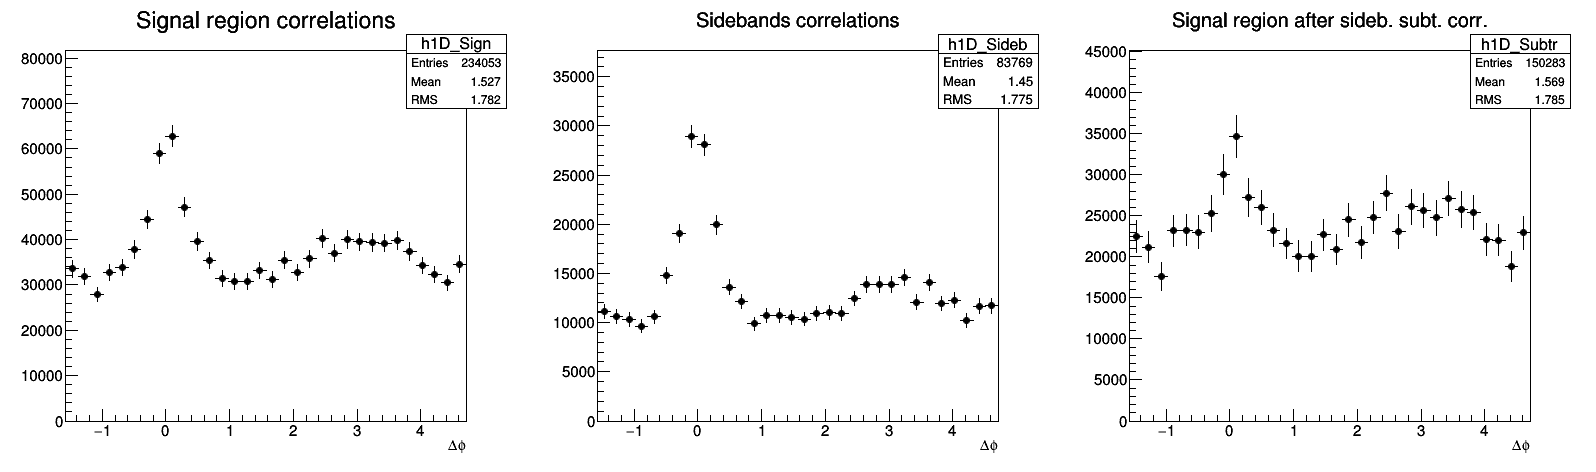 Signal region correlations
h1D_Sign
Entries 234053
Mean 1.527
RMS 1.782
80000
70000
60000
50000
40000
30000
20000
10000
0
−1 0 1 2 3 4
Δϕ
Sidebands correlations
h1D_Sideb
Entries 83769
Mean 1.45
RMS 1.775
35000
30000
25000
20000
15000
10000
5000
0
−1 0 1 2 3 4
Δϕ
Signal region after sideb. subt. corr.
h1D_Subtr
Entries 150283
Mean 1.569
RMS 1.785
45000
40000
35000
30000
25000
20000
15000
10000
5000
0
−1 0 1 2 3 4
Δϕ